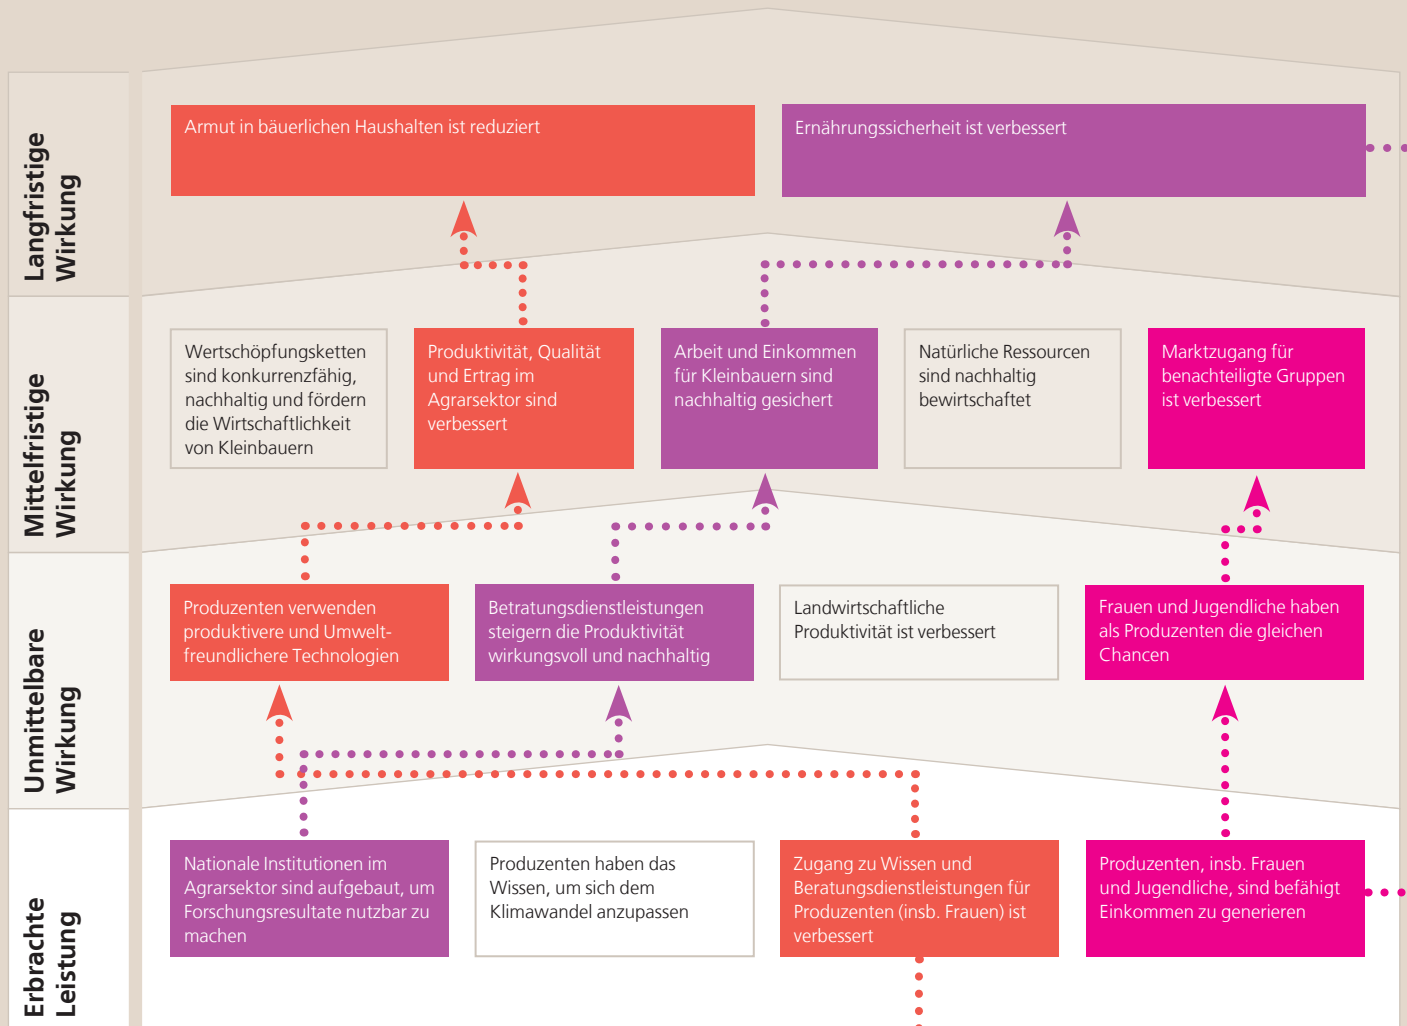 Langfristige
Wirkung
Armut in bäuerlichen Haushalten ist reduziert
Ernährungssicherheit ist verbessert
Mittelfristige
Wirkung
Wertschöpfungsketten
sind konkurrenzfähig,
nachhaltig und fördern
die Wirtschaftlichkeit
von Kleinbauern
Produktivität, Qualität
und Ertrag im
Agrarsektor sind
verbessert
Arbeit und Einkommen
für Kleinbauern sind
nachhaltig gesichert
Natürliche Ressourcen
sind nachhaltig
bewirtschaftet
Marktzugang für
benachteiligte Gruppen
ist verbessert
Unmittelbare
Wirkung
Produzenten verwenden
produktivere und Umwelt-
freundlichere Technologien
Betratungsdienstleistungen
steigern die Produktivität
wirkungsvoll und nachhaltig
Landwirtschaftliche
Produktivität ist verbessert
Frauen und Jugendliche haben
als Produzenten die gleichen
Chancen
Erbrachte
Leistung
Nationale Institutionen im
Agrarsektor sind aufgebaut, um
Forschungsresultate nutzbar zu
machen
Produzenten haben das
Wissen, um sich dem
Klimawandel anzupassen
Zugang zu Wissen und
Beratungsdienstleistungen für
Produzenten (insb. Frauen) ist
verbessert
Produzenten, insb. Frauen
und Jugendliche, sind befähigt
Einkommen zu generieren